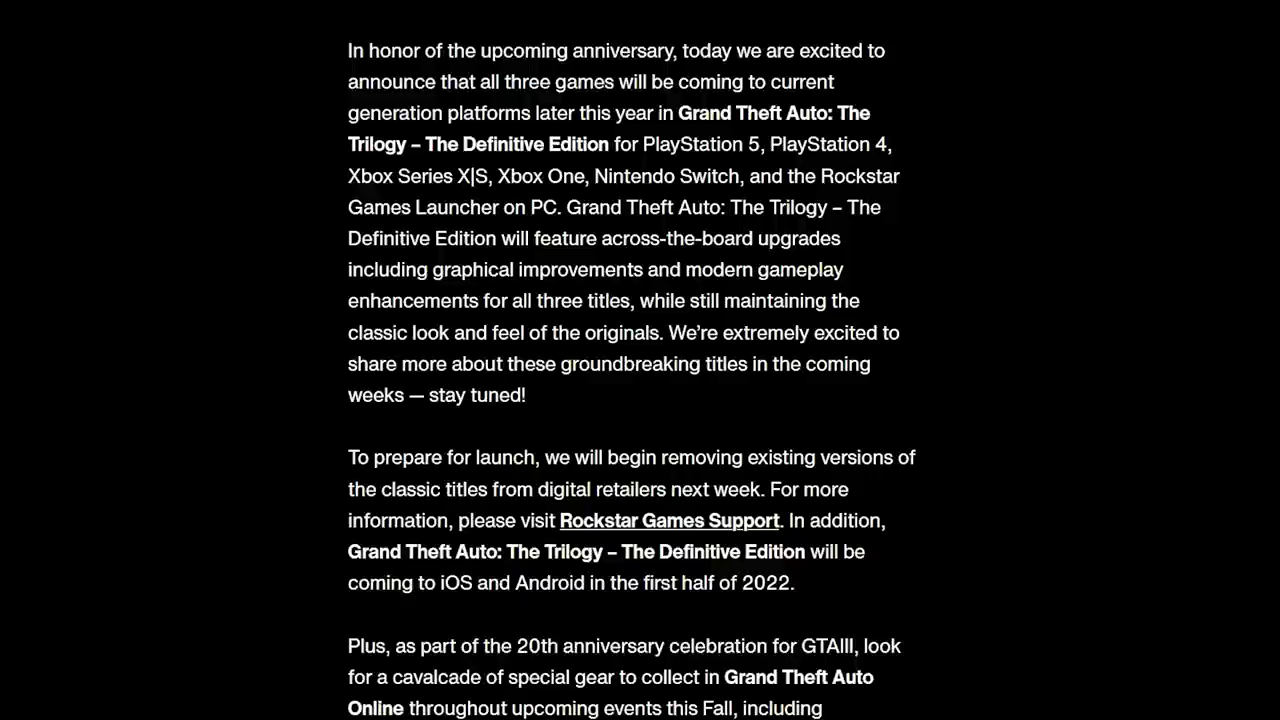 In honor of the upcoming anniversary, today we are excited to
announce that all three games will be coming to current
generation platforms later this year in Grand Theft Auto: The
Trilogy – The Definitive Edition for PlayStation 5, PlayStation 4,
Xbox Series X|S, Xbox One, Nintendo Switch, and the Rockstar
Games Launcher on PC. Grand Theft Auto: The Trilogy – The
Definitive Edition will feature across-the-board upgrades
including graphical improvements and modern gameplay
enhancements for all three titles, while still maintaining the
classic look and feel of the originals. We’re extremely excited to
share more about these groundbreaking titles in the coming
weeks — stay tuned!
To prepare for launch, we will begin removing existing versions of
the classic titles from digital retailers next week. For more
information, please visit Rockstar Games Support. In addition,
Grand Theft Auto: The Trilogy – The Definitive Edition will be
coming to iOS and Android in the first half of 2022.
Plus, as part of the 20th anniversary celebration for GTAIII, look
for a cavalcade of special gear to collect in Grand Theft Auto
Online throughout upcoming events this Fall, including